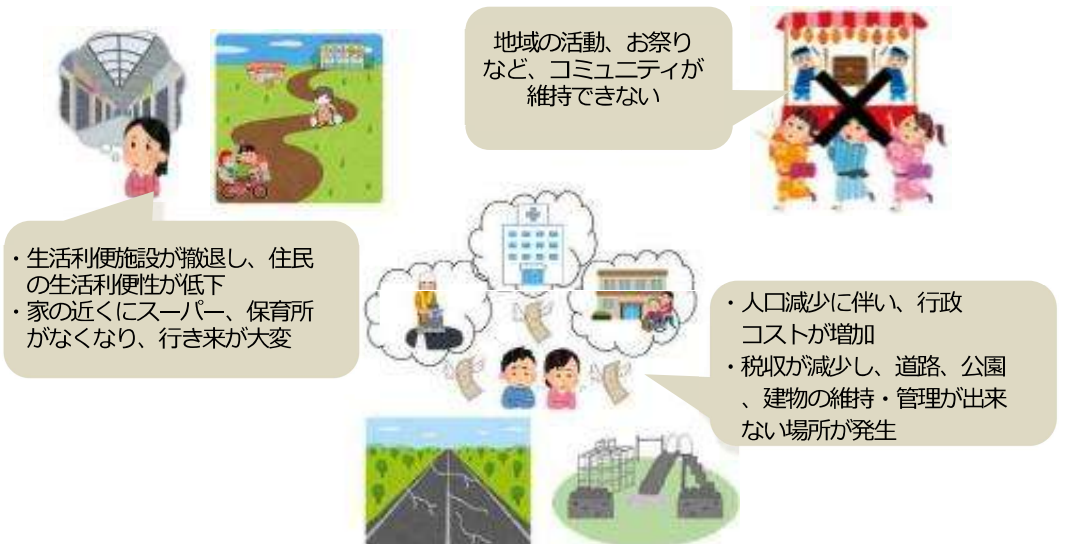 地域の活動、お祭り
など、コミュニティが
維持できない
・生活利便施設が撤退し、住民
の生活利便性が低下
・家の近くにスーパー、保育所
がなくなり、行き来が大変
・人口減少に伴い、行政
コストが増加
・税収が減少し、道路、公園
、建物の維持・管理が出来
ない場所が発生